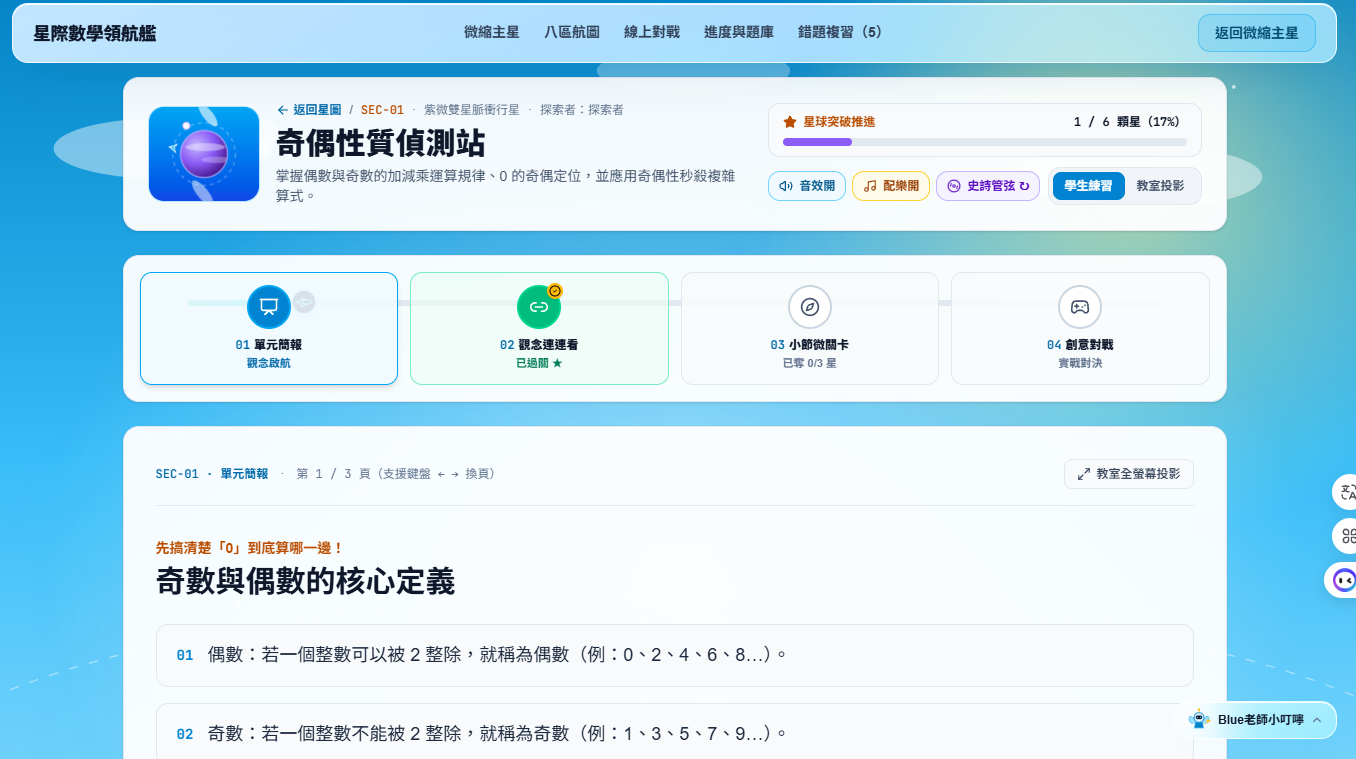 星際數學領航艦
微縮主星 八區航圖 線上對戰 進度與題庫 錯題複習（5）
返回微縮主星
← 返回星圖 / SEC-01 · 紫微雙星脈衝行星 · 探索者：探索者
奇偶性質偵測站
掌握偶數與奇數的加減乘運算規律、0 的奇偶定位，並應用奇偶性秒殺複雜
算式。
星球突破推進 1 / 6 顆星（17%）
音效開 配樂開 史詩管弦 ↻ 學生練習 教室投影
01 單元簡報
觀念啟航
02 觀念連連看
已過關 ★
03 小節微關卡
已奪 0/3 星
04 創意對戰
實戰對決
SEC-01 · 單元簡報 · 第 1 / 3 頁（支援鍵盤 ← → 換頁）
教室全螢幕投影
先搞清楚「0」到底算哪一邊！
奇數與偶數的核心定義
01 偶數：若一個整數可以被 2 整除，就稱為偶數（例：0、2、4、6、8…）。
02 奇數：若一個整數不能被 2 整除，就稱為奇數（例：1、3、5、7、9…）。
Blue老師小叮嚀